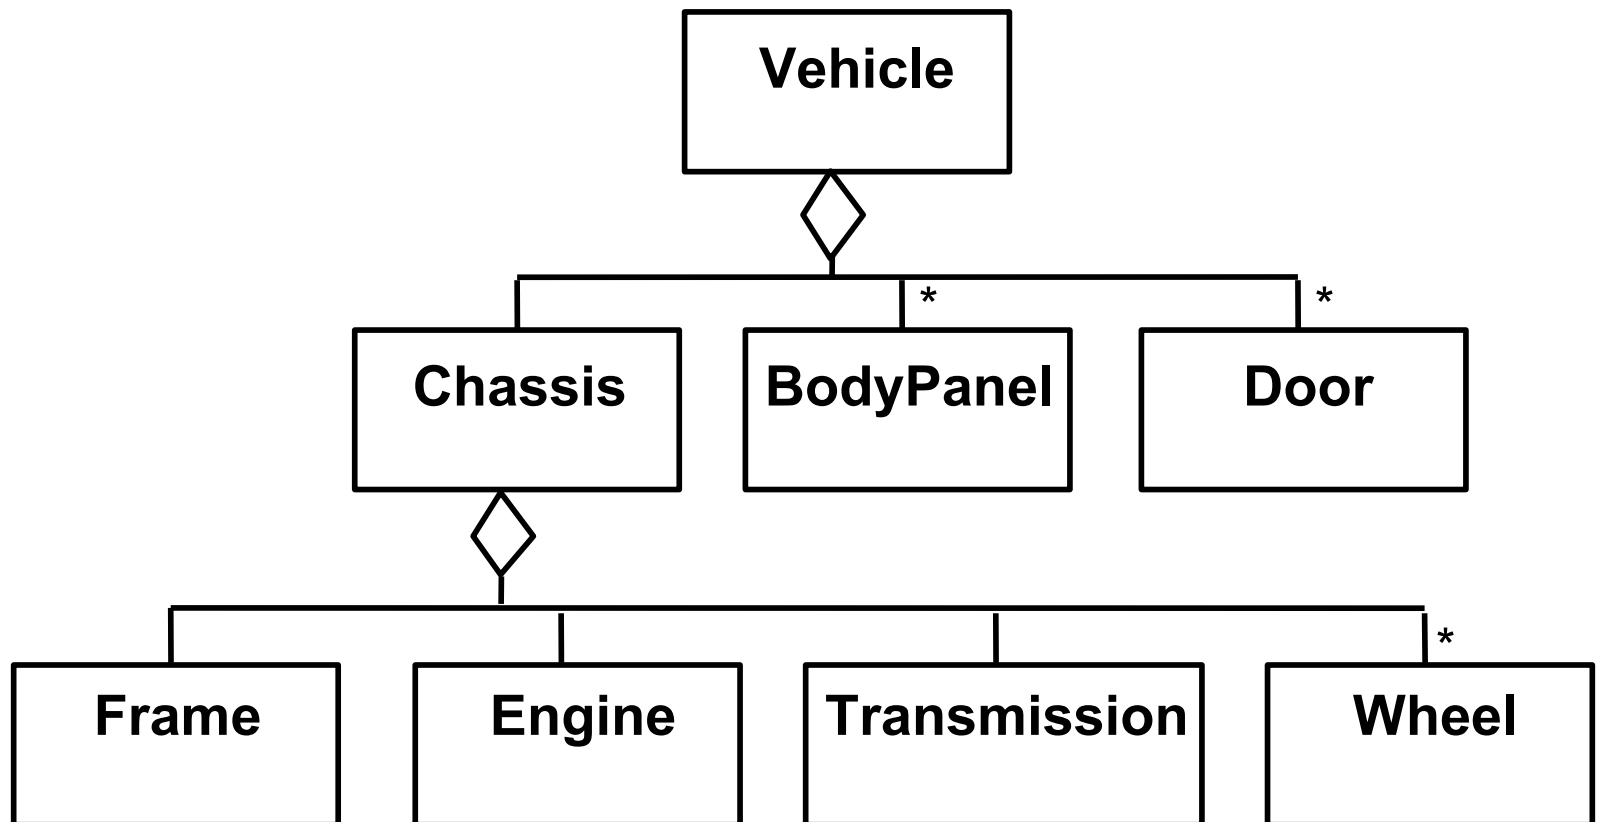 Vehicle
* *
Chassis BodyPanel Door
*
Frame Engine Transmission Wheel